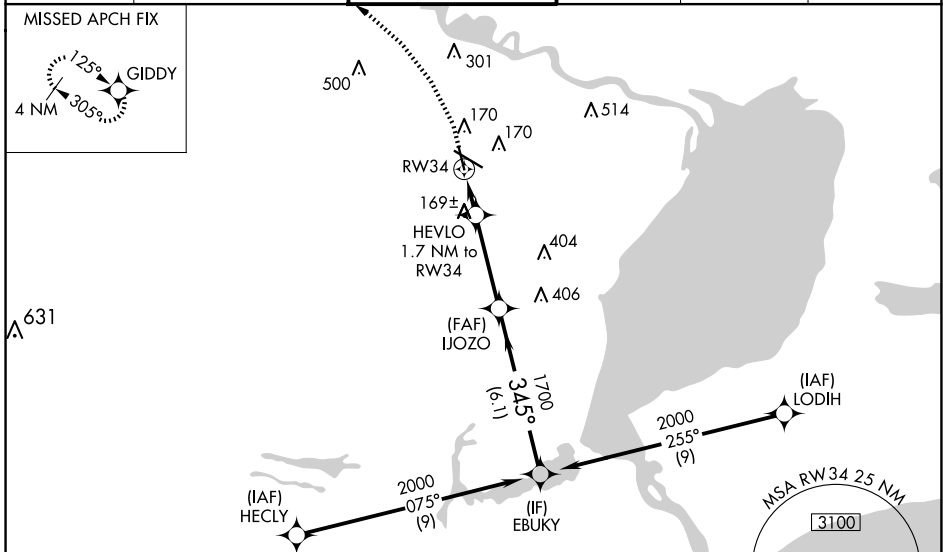 MISSED APCH FIX
125°
GIDDY
4 NM
305°
500
301
514
170
170
RW34
169±
HEVLO
1.7 NM to
RW34
404
406
631
(FAF)
IJOZO
1700
345°
(6.1)
(IAF)
LODIH
2000
255°
(9)
(IAF)
HECLY
2000
075°
(9)
(IF)
EBUKY
MSA RW34 25 NM
3100